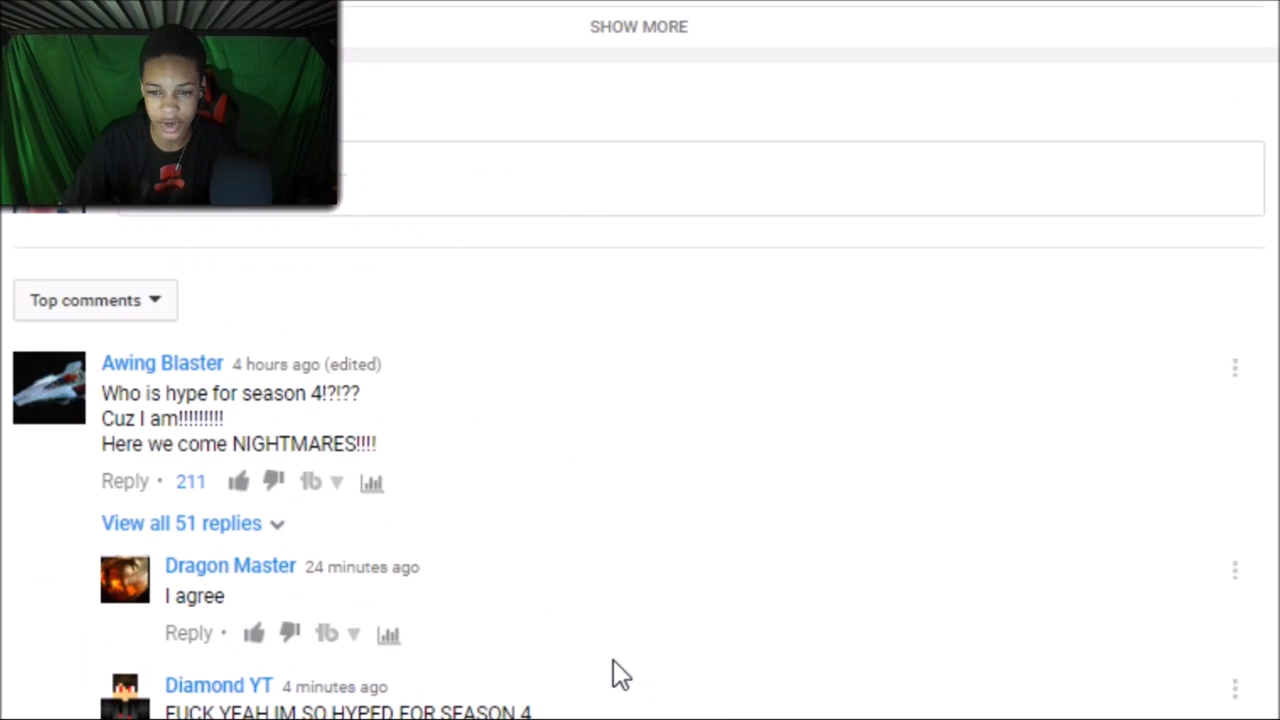 SHOW MORE
Top comments
Awing Blaster 4 hours ago (edited)
Who is hype for season 4!?!??
Cuz I am!!!!!!!!!
Here we come NIGHTMARES!!!!
Reply • 211
View all 51 replies
Dragon Master 24 minutes ago
I agree
Reply •
Diamond YT 4 minutes ago
FUCK YEAH IM SO HYPED FOR SEASON 4